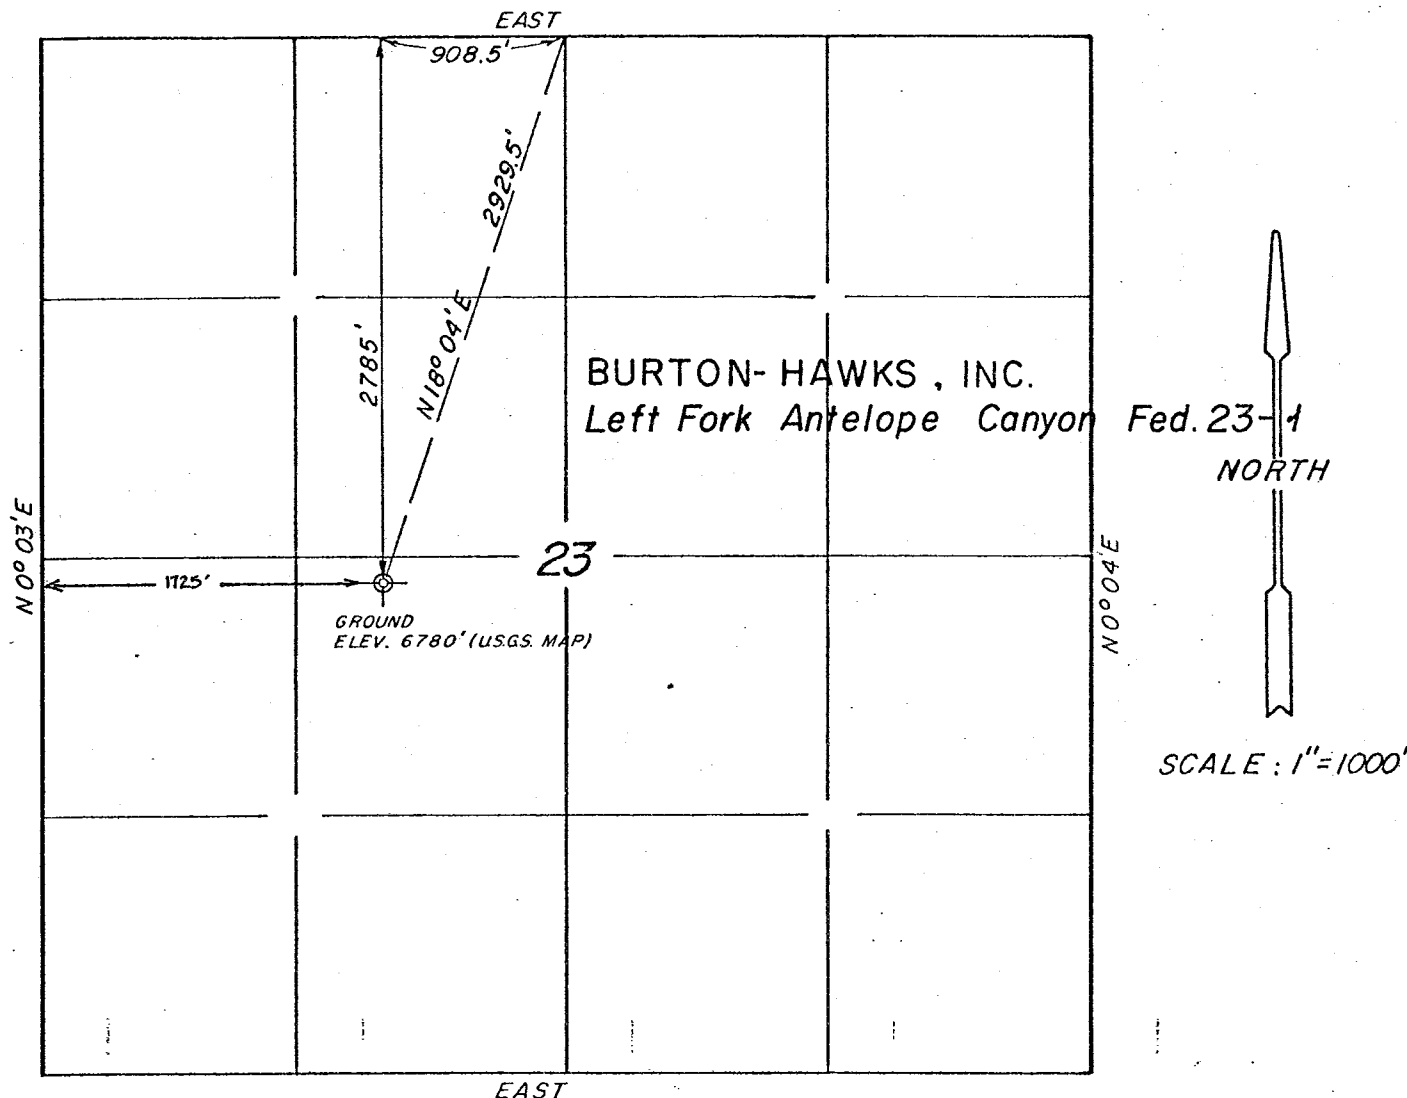 EAST
908.5'
2929.5'
N18° 04' E
2785'
BURTON- HAWKS , INC.
Left Fork Antelope Canyon Fed. 23-1
NORTH
N0° 03' E
23
1725'
N0° 04' E
GROUND
ELEV. 6780' (U.S.G.S. MAP)
SCALE : 1"=1000'
EAST